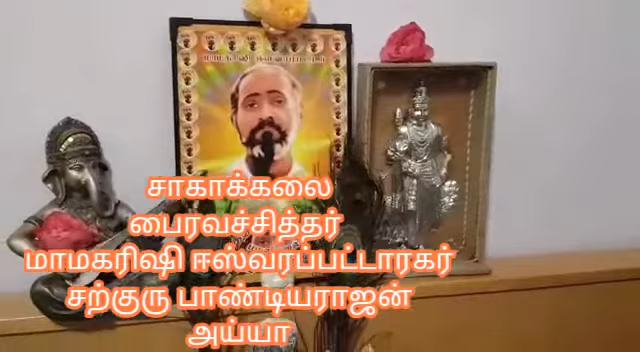 சாகாக்கலை
பைரவச்சித்தர்
மாமகரிஷி ஈஸ்வரப்பட்டாரகர்
சற்குரு பாண்டியராஜன்
அய்யா